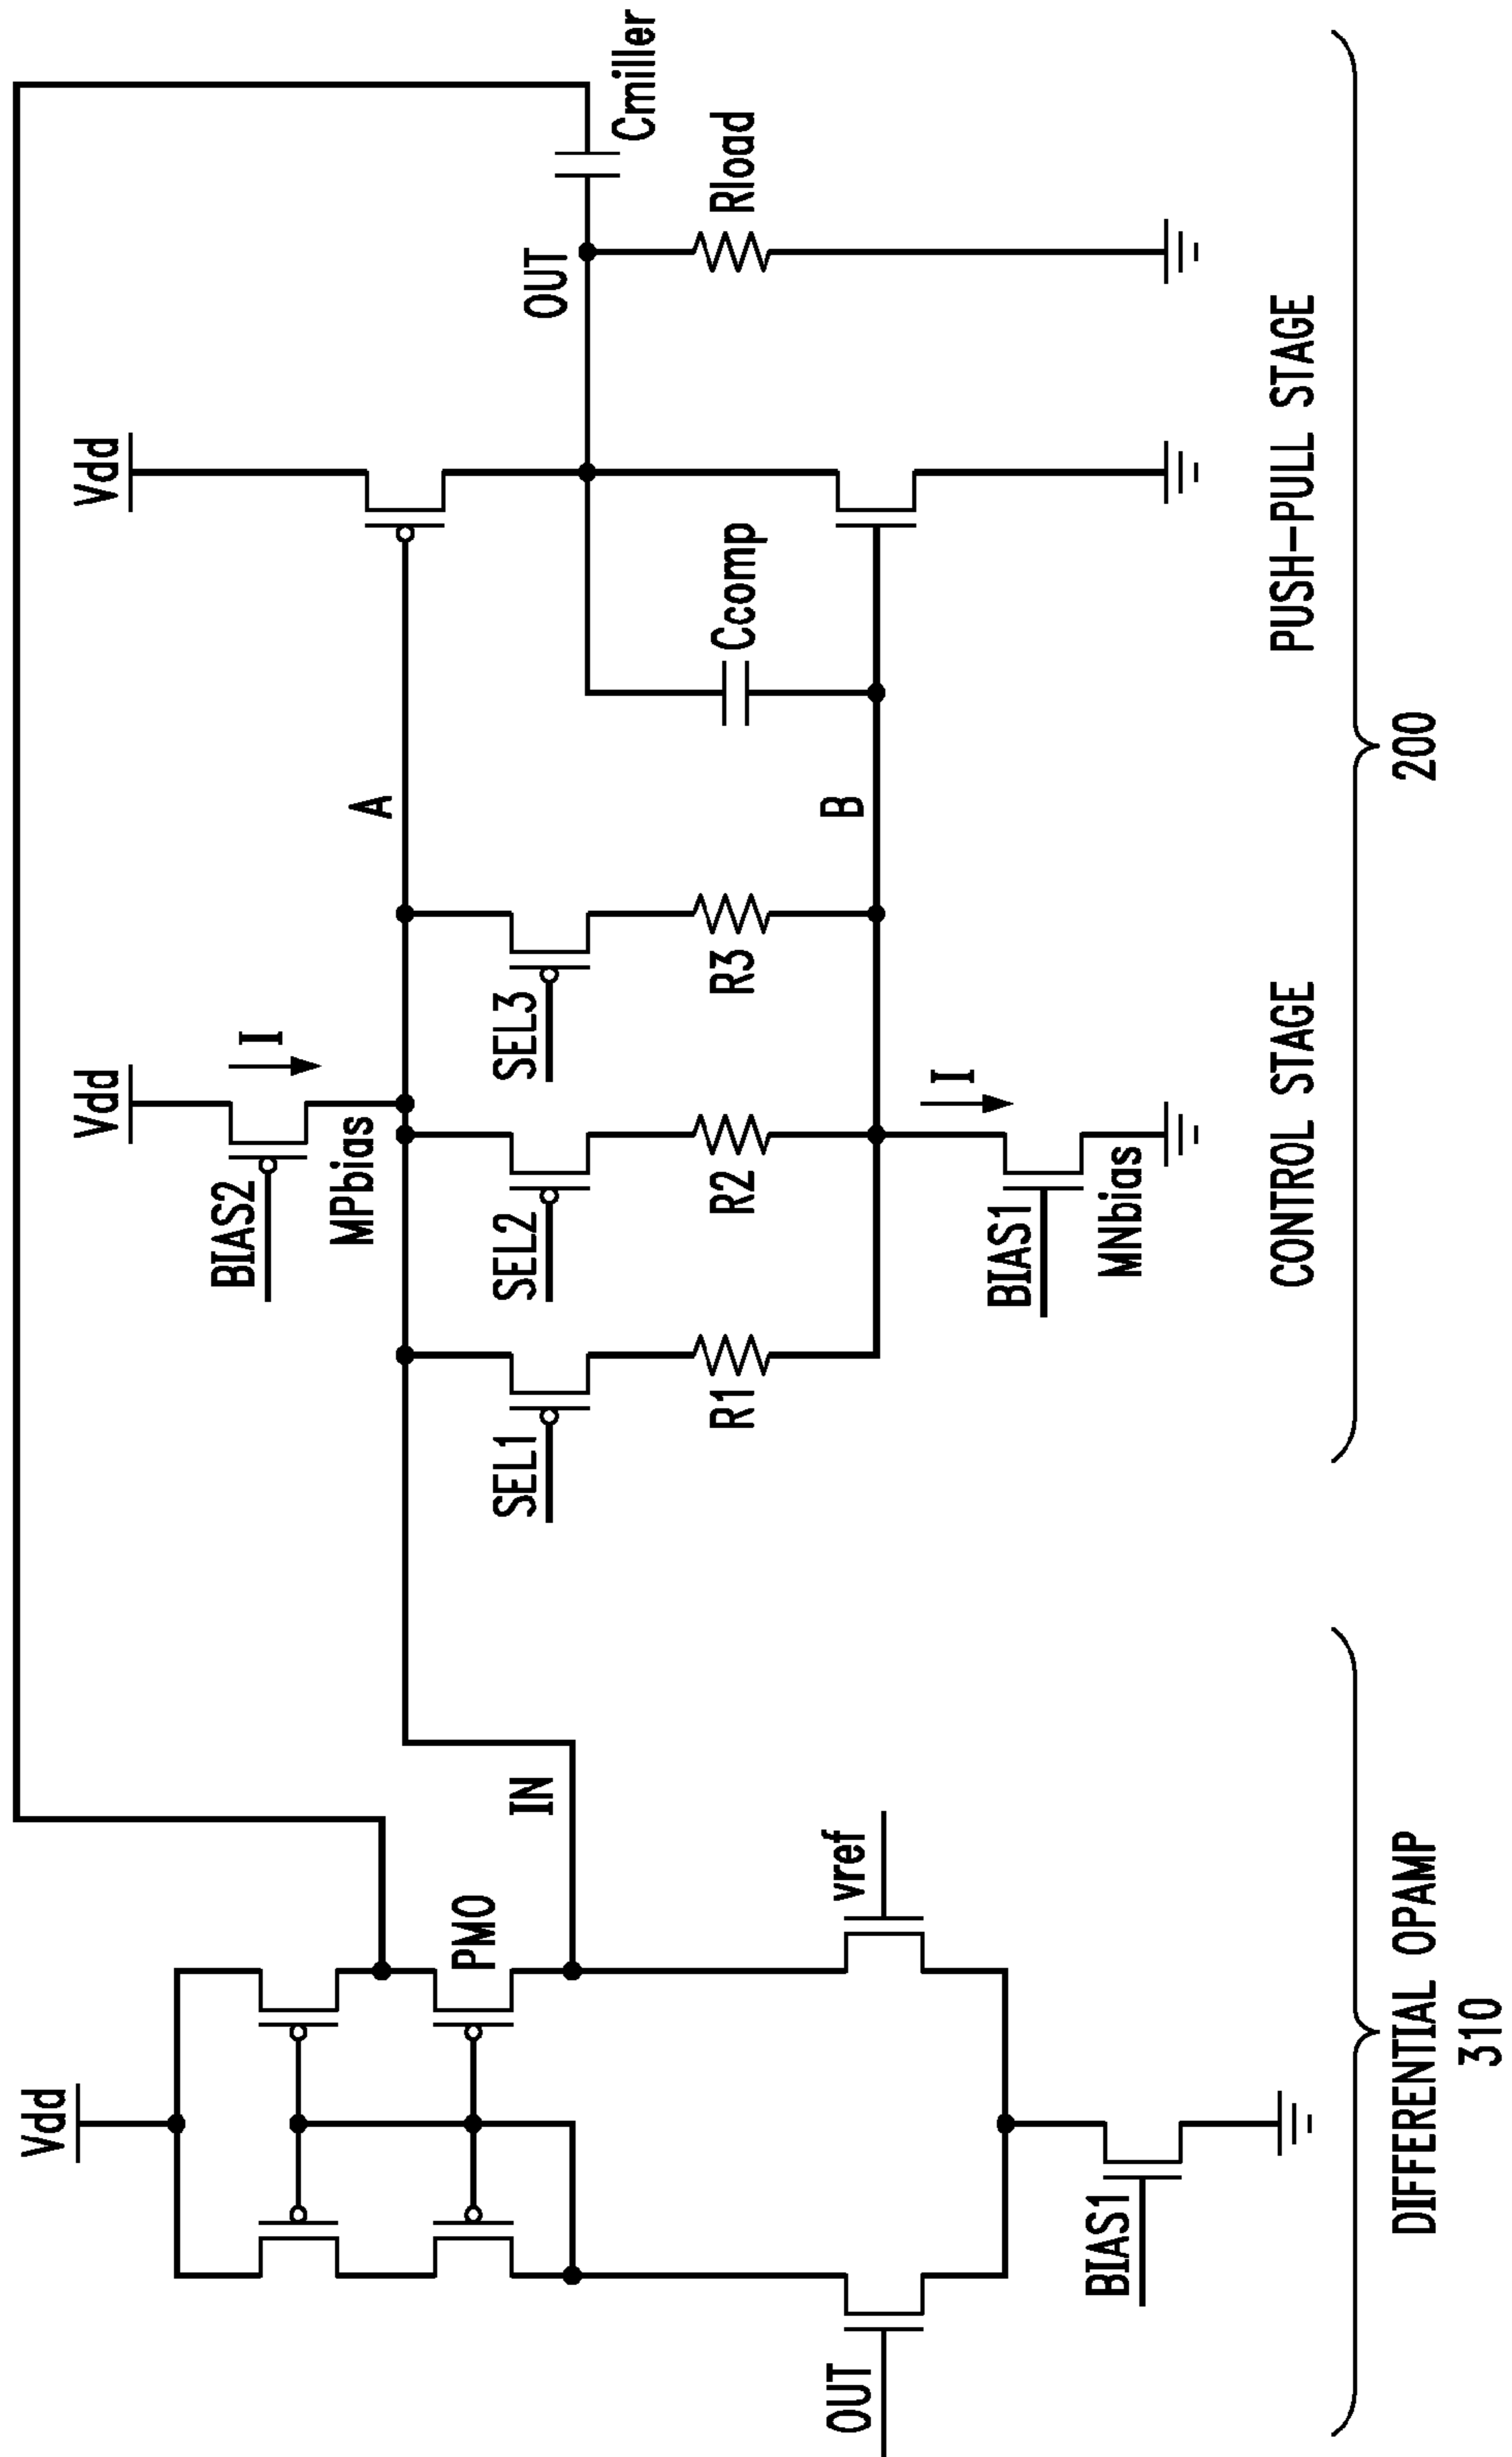 Vdd
PMO
IN
vref
OUT
BIAS1
DIFFERENTIAL OPAMP
310
Vdd
BIAS2
MPbias
I
A
SEL1
SEL2
SEL3
R1
R2
R3
B
BIAS1
MNbias
I
CONTROL STAGE
Vdd
Ccomp
OUT
Cmiller
Rload
PUSH-PULL STAGE
200